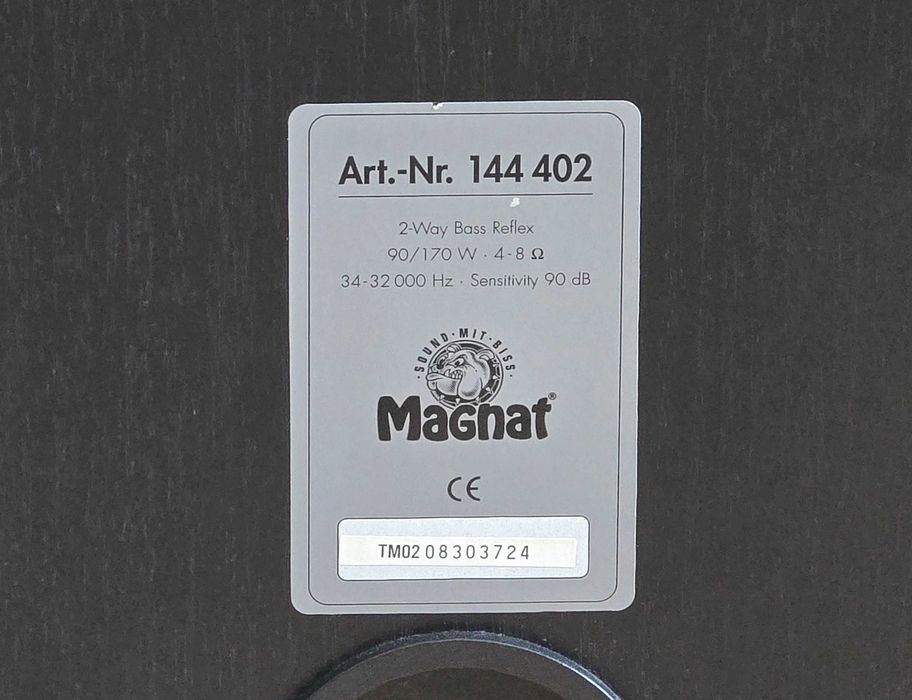 Art.-Nr. 144 402
2-Way Bass Reflex
90/170 W · 4-8 Ω
34-32 000 Hz · Sensitivity 90 dB
·SOUND·MIT·BISS·
Magnat®
CE
TM02 08303724